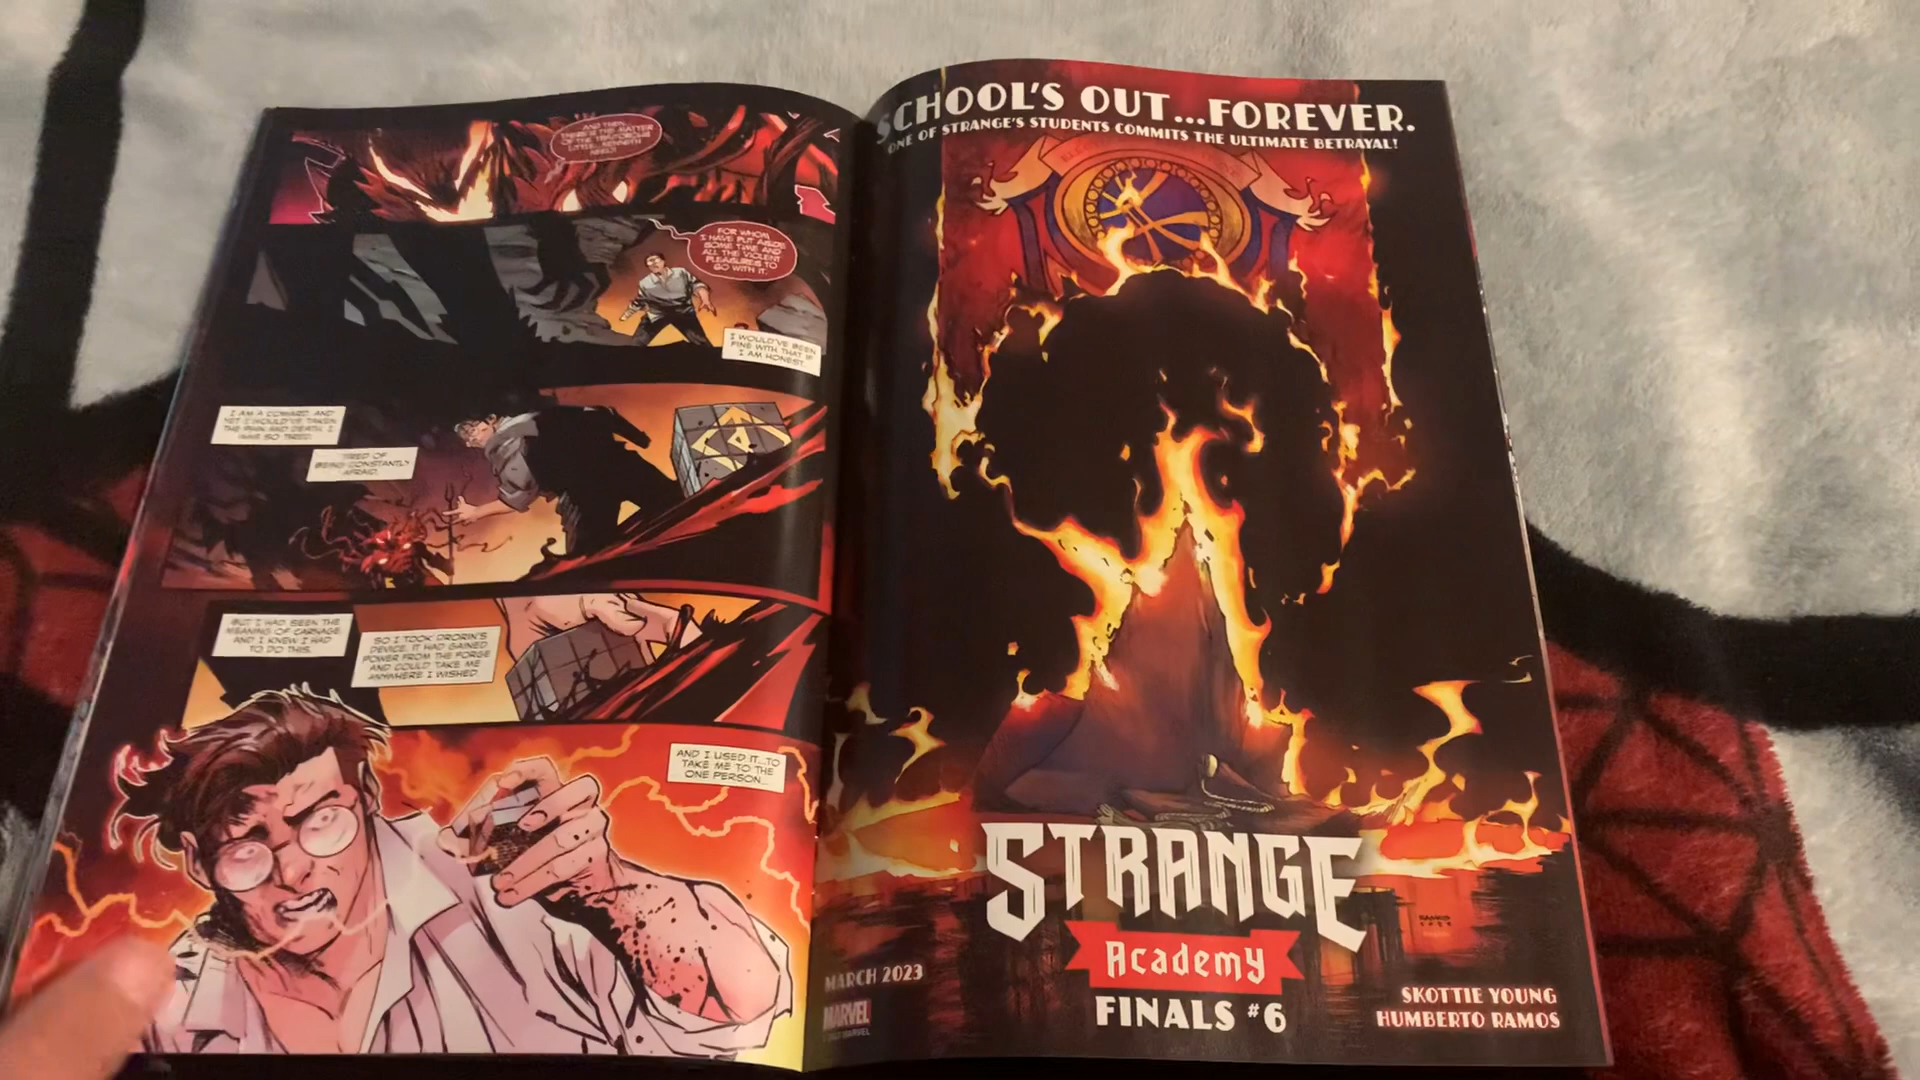 AND THEN,
THERE'S THE MATTER
OF THE TRAITOROUS
LITTLE...KENNETH
NEELY.
FOR WHOM
I HAVE PUT ASIDE
SOME TIME AND
ALL THE VIOLENT
PLEASURES TO
GO WITH IT.
I WOULD'VE BEEN
FINE WITH THAT IF
I AM HONEST.
I AM A COWARD, AND
YET I WOULD'VE TAKEN
THE PAIN AND DEATH. I
WAS SO TIRED.
TIRED OF
BEING CONSTANTLY
AFRAID.
BUT I HAD SEEN THE
MEANING OF CARNAGE,
AND I KNEW I HAD
TO DO THIS.
SO I TOOK DRORIN'S
DEVICE. IT HAD GAINED
POWER FROM THE FORGE
AND COULD TAKE ME
ANYWHERE I WISHED.
AND I USED IT...TO
TAKE ME TO THE
ONE PERSON...
SCHOOL'S OUT...FOREVER.
ONE OF STRANGE'S STUDENTS COMMITS THE ULTIMATE BETRAYAL!
STRANGE
Academy
FINALS #6
MARCH 2023
MARVEL
SKOTTIE YOUNG
HUMBERTO RAMOS